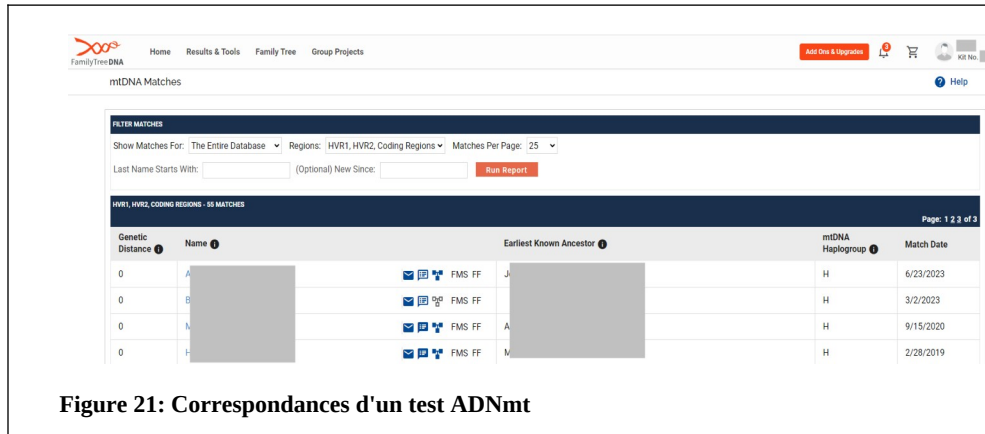 Home Results & Tools Family Tree Group Projects Add Ons & Upgrades 3
FamilyTreeDNA Kit No.
mtDNA Matches Help
FILTER MATCHES
Show Matches For: The Entire Database Regions: HVR1, HVR2, Coding Regions Matches Per Page: 25
Last Name Starts With: (Optional) New Since: Run Report
HVR1, HVR2, CODING REGIONS - 55 MATCHES
Page: 1 2 3 of 3
Genetic Distance Name Earliest Known Ancestor mtDNA Haplogroup Match Date
0 A FMS FF J H 6/23/2023
0 B FMS FF H 3/2/2023
0 M FMS FF A H 9/15/2020
0 H FMS FF M H 2/28/2019
Figure 21: Correspondances d'un test ADNmt